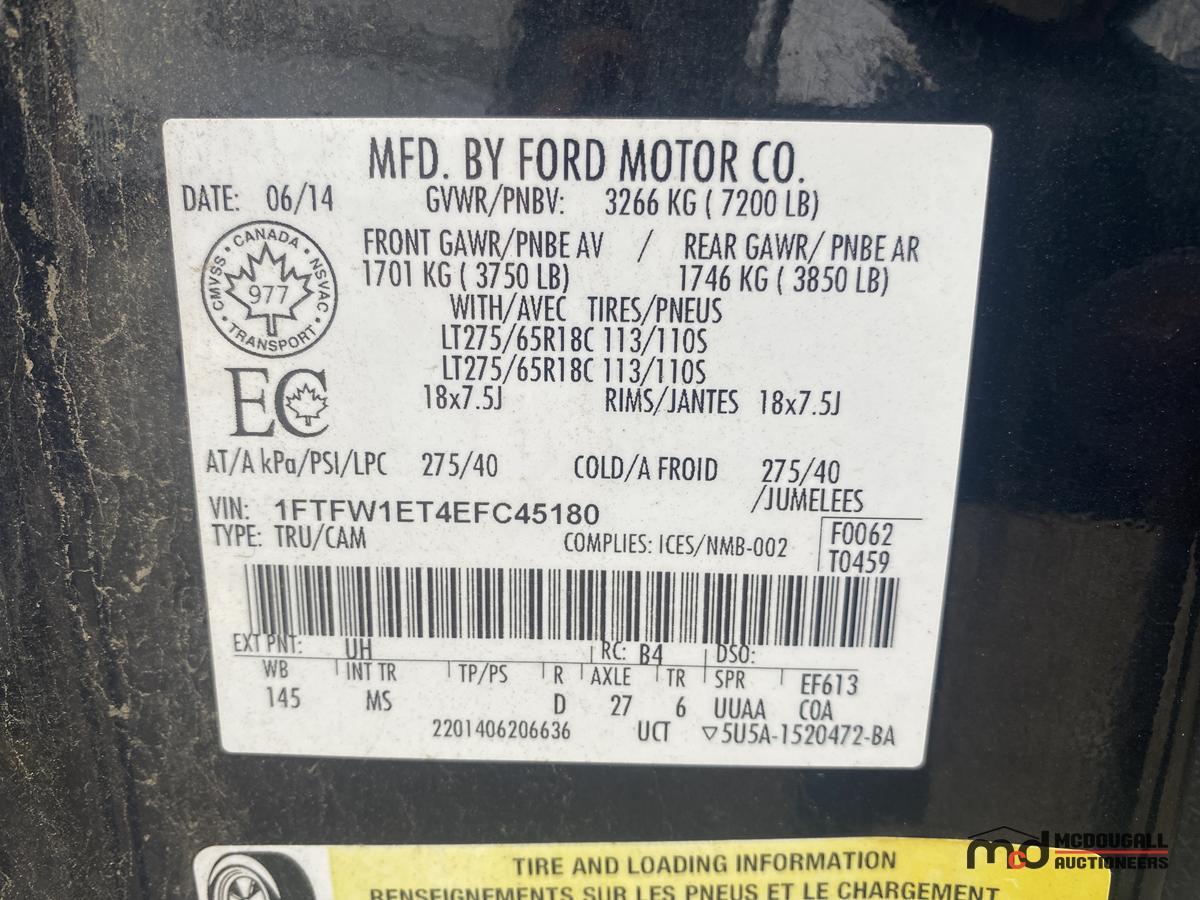 MFD. BY FORD MOTOR CO.
DATE: 06/14 GVWR/PNBV: 3266 KG ( 7200 LB)
FRONT GAWR/PNBE AV / REAR GAWR/ PNBE AR
1701 KG ( 3750 LB) 1746 KG ( 3850 LB)
CMVSS · CANADA · NSVAC · TRANSPORT ·
977
WITH/AVEC TIRES/PNEUS
LT275/65R18C 113/110S
LT275/65R18C 113/110S
EC
18x7.5J RIMS/JANTES 18x7.5J
AT/A kPa/PSI/LPC 275/40 COLD/A FROID 275/40
/JUMELEES
VIN: 1FTFW1ET4EFC45180
TYPE: TRU/CAM COMPLIES: ICES/NMB-002
F0062
T0459
EXT PNT: UH RC: B4 DSO:
WB INT TR TP/PS R AXLE TR SPR EF613
145 MS D 27 6 UUAA COA
2201406206636 UCT ▽5U5A-1520472-BA
TIRE AND LOADING INFORMATION
RENSEIGNEMENTS SUR LES PNEUS ET LE CHARGEMENT
md MCDOUGALL
AUCTIONEERS